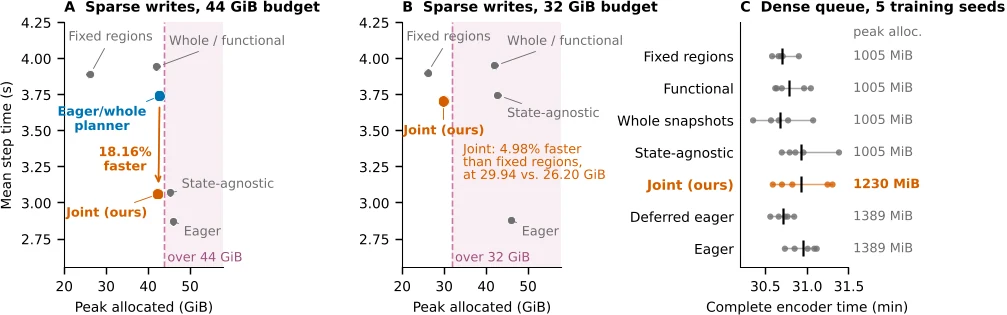 A Sparse writes, 44 GiB budget
4.25
4.00
3.75
3.50
3.25
3.00
2.75
Mean step time (s)
Fixed regions
Whole / functional
Eager/whole
planner
18.16%
faster
Joint (ours)
State-agnostic
Eager
over 44 GiB
20 30 40 50
Peak allocated (GiB)
B Sparse writes, 32 GiB budget
4.25
4.00
3.75
3.50
3.25
3.00
2.75
Fixed regions
Whole / functional
State-agnostic
Joint (ours)
Joint: 4.98% faster
than fixed regions,
at 29.94 vs. 26.20 GiB
Eager
over 32 GiB
20 30 40 50
Peak allocated (GiB)
C Dense queue, 5 training seeds
peak alloc.
Fixed regions 1005 MiB
Functional 1005 MiB
Whole snapshots 1005 MiB
State-agnostic 1005 MiB
Joint (ours) 1230 MiB
Deferred eager 1389 MiB
Eager 1389 MiB
30.5 31.0 31.5
Complete encoder time (min)